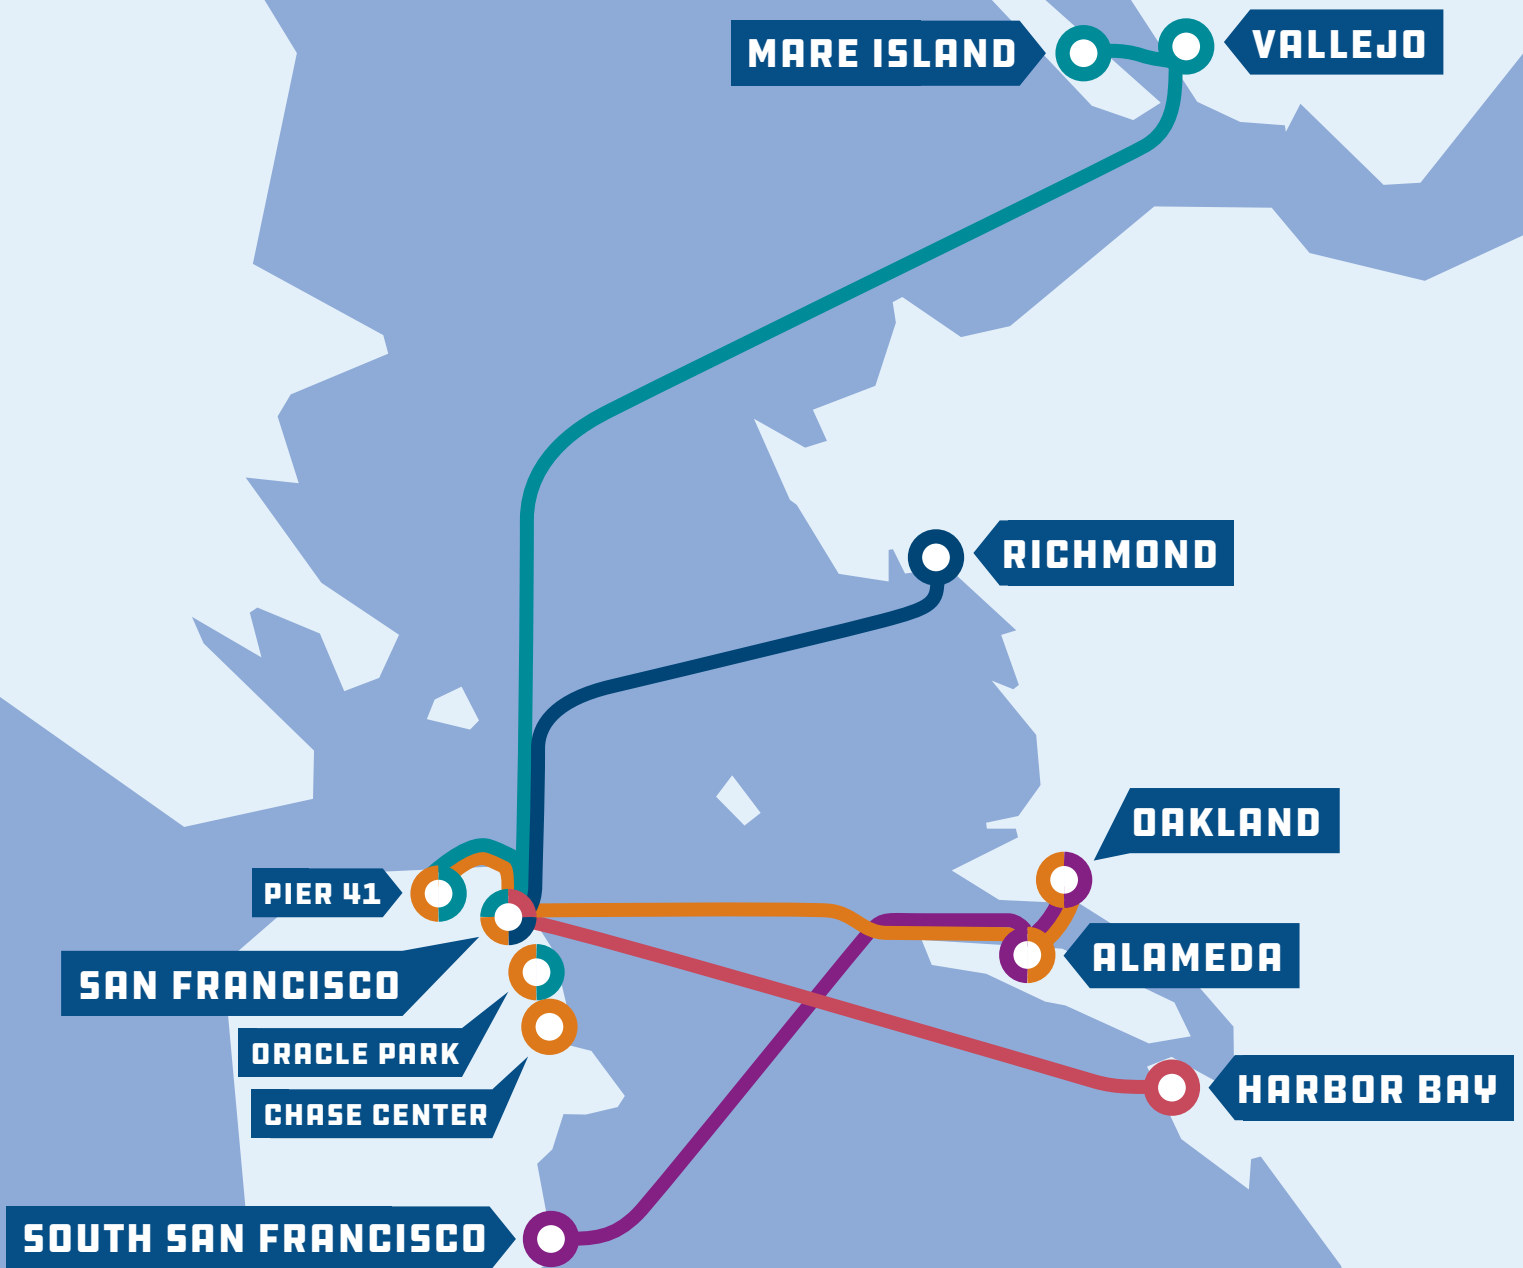 MARE ISLAND
VALLEJO
RICHMOND
OAKLAND
PIER 41
ALAMEDA
SAN FRANCISCO
ORACLE PARK
HARBOR BAY
CHASE CENTER
SOUTH SAN FRANCISCO